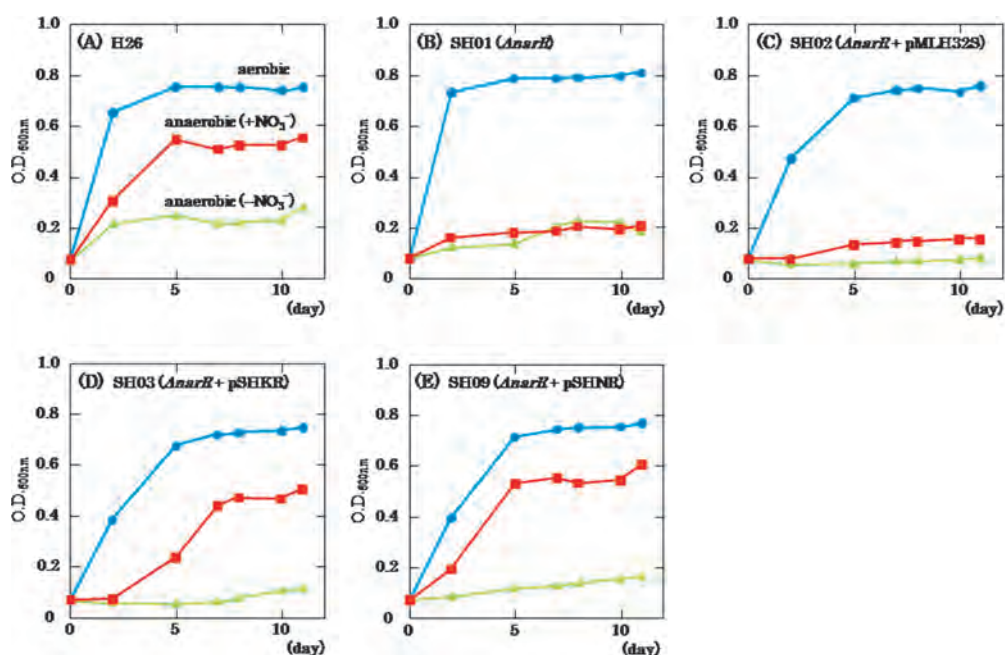 (A) H26
aerobic
anaerobic (+NO₃⁻)
anaerobic (−NO₃⁻)
O.D.600nm
1.0
0.8
0.6
0.4
0.2
0
0 5 10
(day)
(B) SH01 (ΔnarR)
O.D.600nm
1.0
0.8
0.6
0.4
0.2
0
0 5 10
(day)
(C) SH02 (ΔnarR + pMLH32S)
O.D.600nm
1.0
0.8
0.6
0.4
0.2
0
0 5 10
(day)
(D) SH03 (ΔnarR + pSHKR)
O.D.600nm
1.0
0.8
0.6
0.4
0.2
0
0 5 10
(day)
(E) SH09 (ΔnarR + pSHNR)
O.D.600nm
1.0
0.8
0.6
0.4
0.2
0
0 5 10
(day)